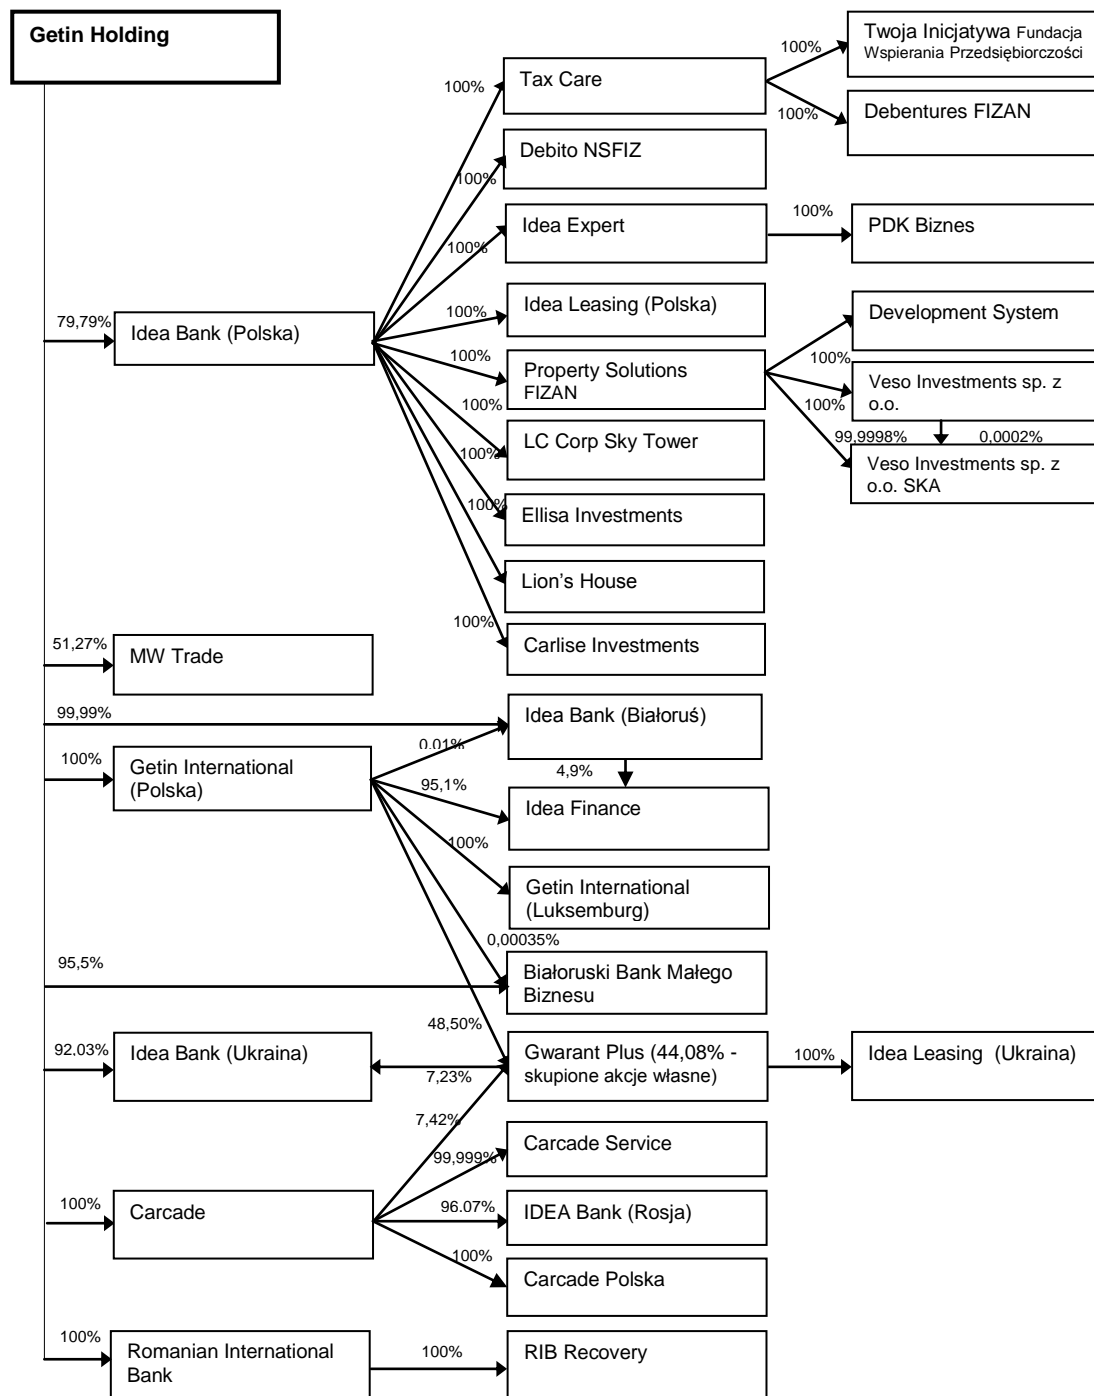 Getin Holding
Twoja Inicjatywa Fundacja
Wspierania Przedsiębiorczości
100%
100%
Tax Care
100%
Debentures FIZAN
Debito NSFIZ
100%
Idea Expert
100%
PDK Biznes
100%
Idea Leasing (Polska)
100%
Development System
79,79%
Idea Bank (Polska)
100%
Property Solutions
FIZAN
100%
Veso Investments sp. z
o.o.
100%
100%
LC Corp Sky Tower
99,9998%
0,0002%
100%
Veso Investments sp. z
o.o. SKA
100%
Ellisa Investments
Lion's House
100%
Carlise Investments
51,27%
MW Trade
99,99%
Idea Bank (Białoruś)
0.01%
100%
Getin International
(Polska)
4,9%
95,1%
Idea Finance
100%
Getin International
(Luksemburg)
0,00035%
95,5%
Białoruski Bank Małego
Biznesu
48,50%
92.03%
Idea Bank (Ukraina)
7,23%
Gwarant Plus (44,08% -
skupione akcje własne)
100%
Idea Leasing (Ukraina)
7,42%
Carcade Service
99,999%
100%
Carcade
96.07%
IDEA Bank (Rosja)
100%
Carcade Polska
100%
Romanian International
Bank
100%
RIB Recovery